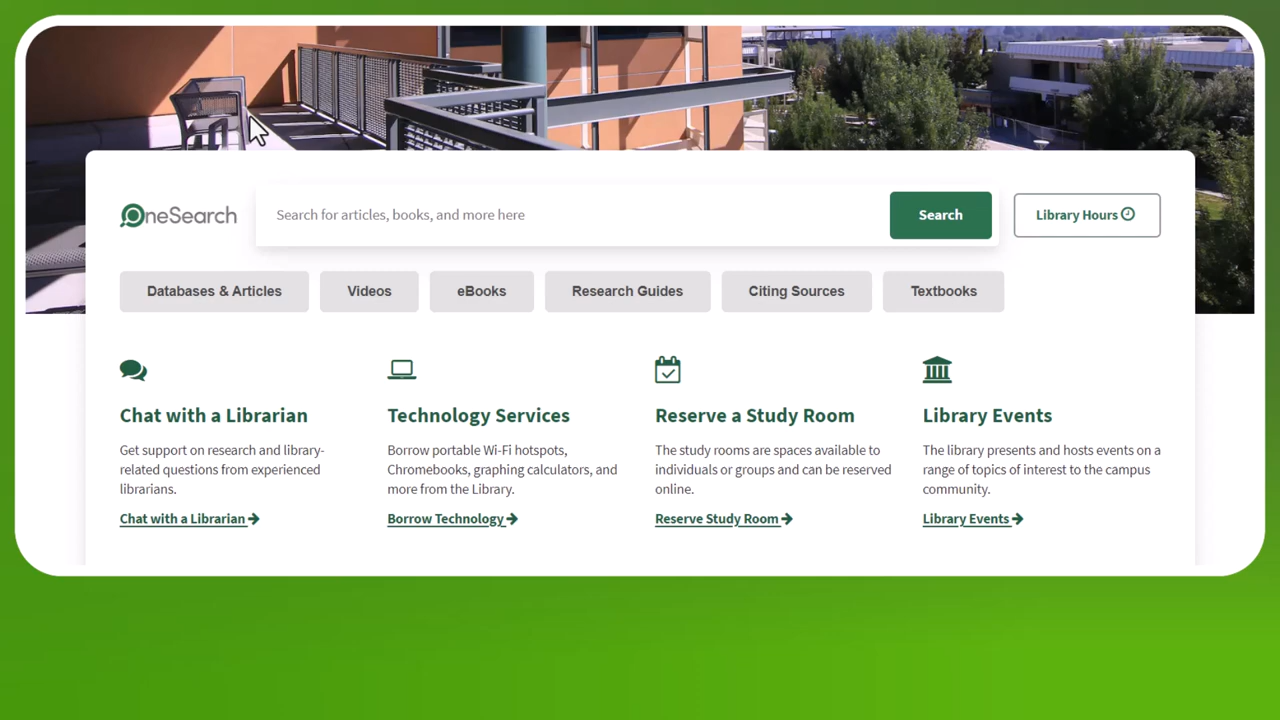 OneSearch
Search for articles, books, and more here
Search
Library Hours
Databases & Articles
Videos
eBooks
Research Guides
Citing Sources
Textbooks
Chat with a Librarian
Get support on research and library-
related questions from experienced
librarians.
Chat with a Librarian
Technology Services
Borrow portable Wi-Fi hotspots,
Chromebooks, graphing calculators, and
more from the Library.
Borrow Technology
Reserve a Study Room
The study rooms are spaces available to
individuals or groups and can be reserved
online.
Reserve Study Room
Library Events
The library presents and hosts events on a
range of topics of interest to the campus
community.
Library Events